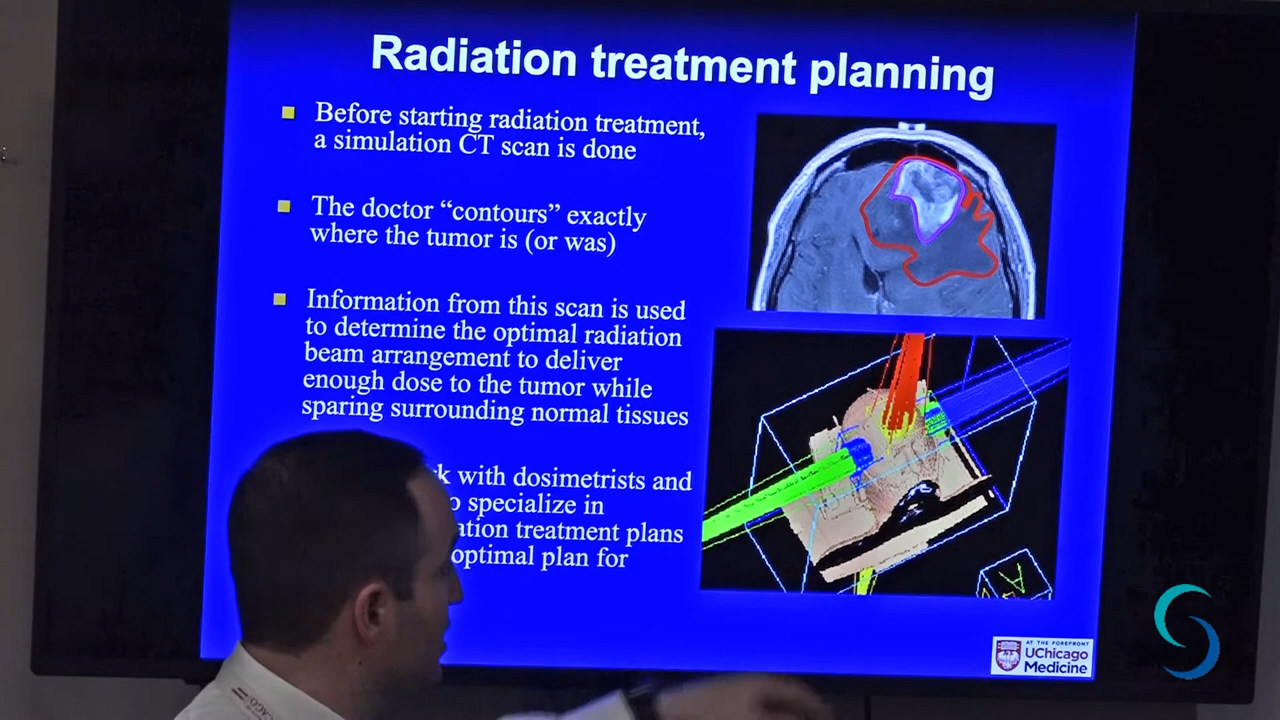 Radiation treatment planning
Before starting radiation treatment,
a simulation CT scan is done
The doctor “contours” exactly
where the tumor is (or was)
Information from this scan is used
to determine the optimal radiation
beam arrangement to deliver
enough dose to the tumor while
sparing surrounding normal tissues
k with dosimetrists and
o specialize in
ation treatment plans
optimal plan for
A
AT THE FOREFRONT
UChicago
Medicine